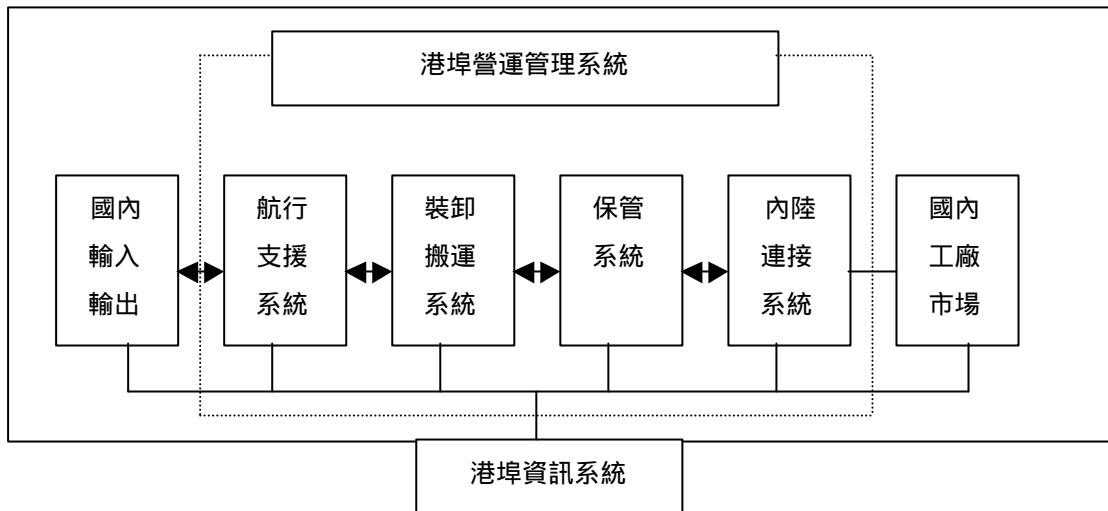 港埠營運管理系統
國內
輸入
輸出
航行
支援
系統
裝卸
搬運
系統
保管
系統
內陸
連接
系統
國內
工廠
市場
港埠資訊系統